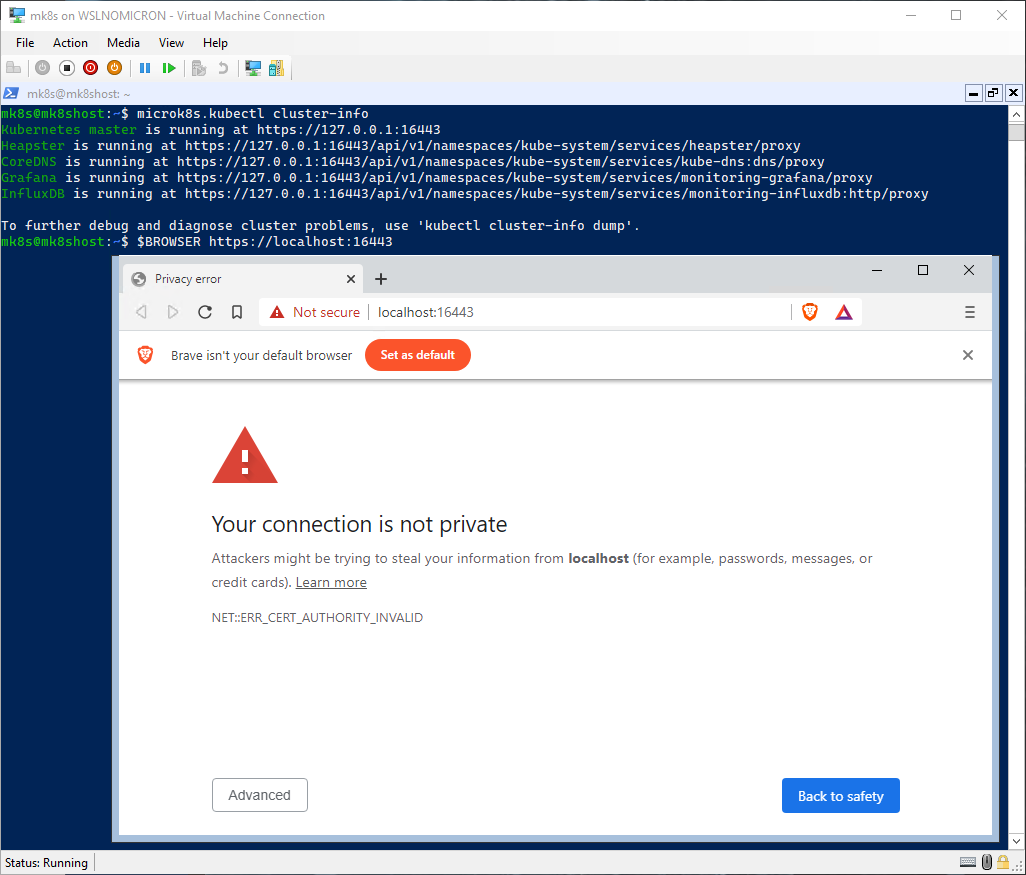 mk8s on WSLNOMICRON - Virtual Machine Connection
File Action Media View Help
mk8s@mk8shost: ~
mk8s@mk8shost:~$ microk8s.kubectl cluster-info
Kubernetes master is running at https://127.0.0.1:16443
Heapster is running at https://127.0.0.1:16443/api/v1/namespaces/kube-system/services/heapster/proxy
CoreDNS is running at https://127.0.0.1:16443/api/v1/namespaces/kube-system/services/kube-dns:dns/proxy
Grafana is running at https://127.0.0.1:16443/api/v1/namespaces/kube-system/services/monitoring-grafana/proxy
InfluxDB is running at https://127.0.0.1:16443/api/v1/namespaces/kube-system/services/monitoring-influxdb:http/proxy
To further debug and diagnose cluster problems, use 'kubectl cluster-info dump'.
mk8s@mk8shost:~$ $BROWSER https://localhost:16443
Privacy error
Not secure localhost:16443
Brave isn't your default browser Set as default
Your connection is not private
Attackers might be trying to steal your information from localhost (for example, passwords, messages, or
credit cards). Learn more
NET::ERR_CERT_AUTHORITY_INVALID
Advanced Back to safety
Status: Running